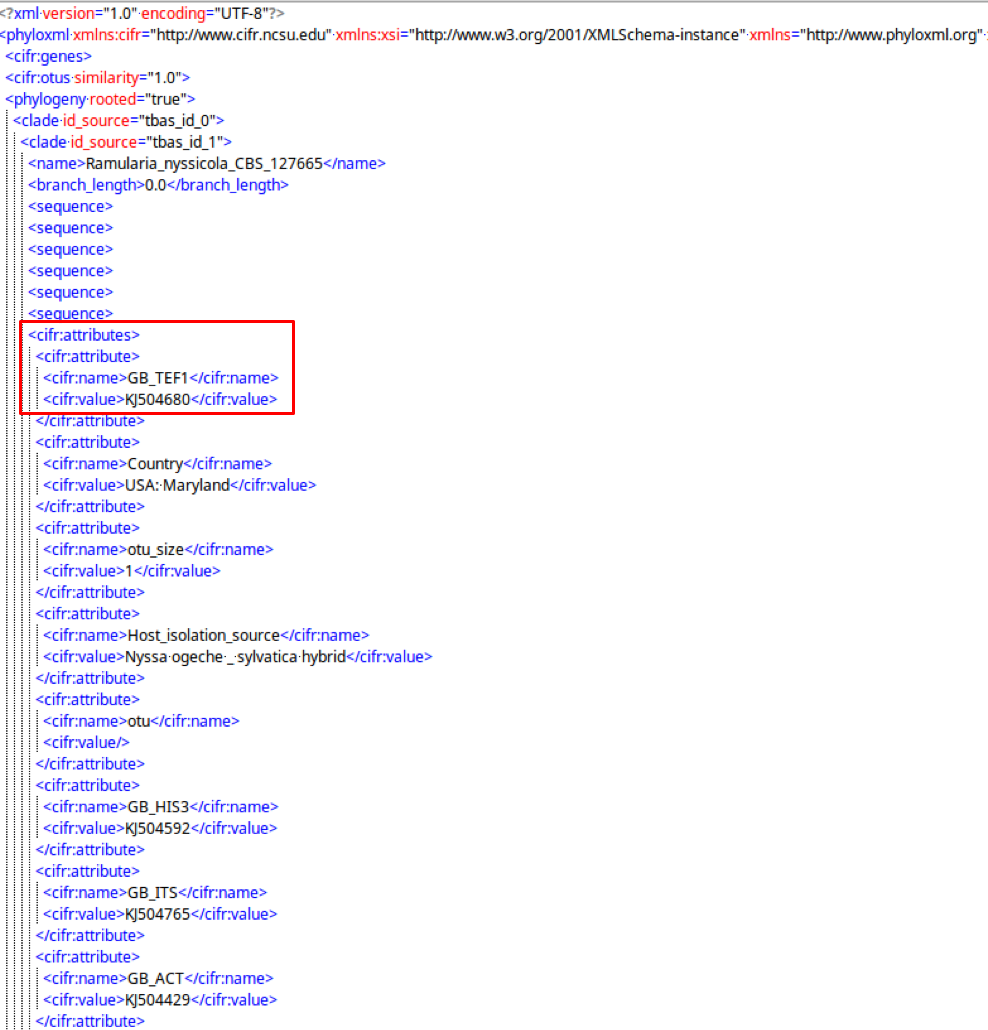 <?xml version="1.0" encoding="UTF-8"?>
<phyloxml xmlns:cifr="http://www.cifr.ncsu.edu" xmlns:xsi="http://www.w3.org/2001/XMLSchema-instance" xmlns="http://www.phyloxml.org"
<cifr:genes>
<cifr:otus similarity="1.0">
<phylogeny rooted="true">
<clade id_source="tbas_id_0">
<clade id_source="tbas_id_1">
<name>Ramularia_nyssicola_CBS_127665</name>
<branch_length>0.0</branch_length>
<sequence>
<sequence>
<sequence>
<sequence>
<sequence>
<sequence>
<cifr:attributes>
<cifr:attribute>
<cifr:name>GB_TEF1</cifr:name>
<cifr:value>KJ504680</cifr:value>
</cifr:attribute>
<cifr:attribute>
<cifr:name>Country</cifr:name>
<cifr:value>USA: Maryland</cifr:value>
</cifr:attribute>
<cifr:attribute>
<cifr:name>otu_size</cifr:name>
<cifr:value>1</cifr:value>
</cifr:attribute>
<cifr:attribute>
<cifr:name>Host_isolation_source</cifr:name>
<cifr:value>Nyssa ogeche _ sylvatica hybrid</cifr:value>
</cifr:attribute>
<cifr:attribute>
<cifr:name>otu</cifr:name>
<cifr:value/>
</cifr:attribute>
<cifr:attribute>
<cifr:name>GB_HIS3</cifr:name>
<cifr:value>KJ504592</cifr:value>
</cifr:attribute>
<cifr:attribute>
<cifr:name>GB_ITS</cifr:name>
<cifr:value>KJ504765</cifr:value>
</cifr:attribute>
<cifr:attribute>
<cifr:name>GB_ACT</cifr:name>
<cifr:value>KJ504429</cifr:value>
</cifr:attribute>